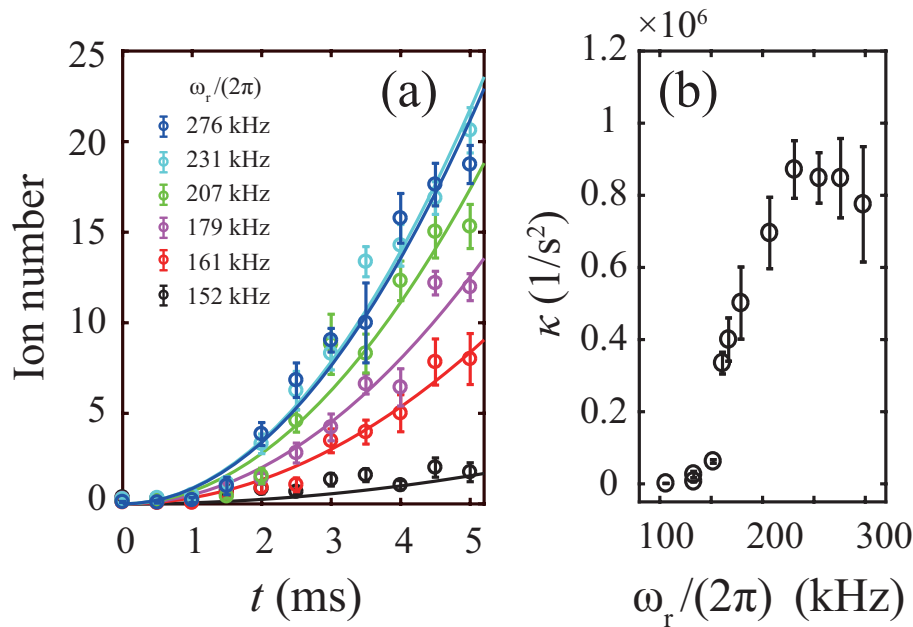 (a)
ω_r/(2π)
276 kHz
231 kHz
207 kHz
179 kHz
161 kHz
152 kHz
Ion number
25
20
15
10
5
0
0 1 2 3 4 5
t (ms)
×10^6
(b)
κ (1/s^2)
1.2
1
0.8
0.6
0.4
0.2
0
100 200 300
ω_r/(2π) (kHz)